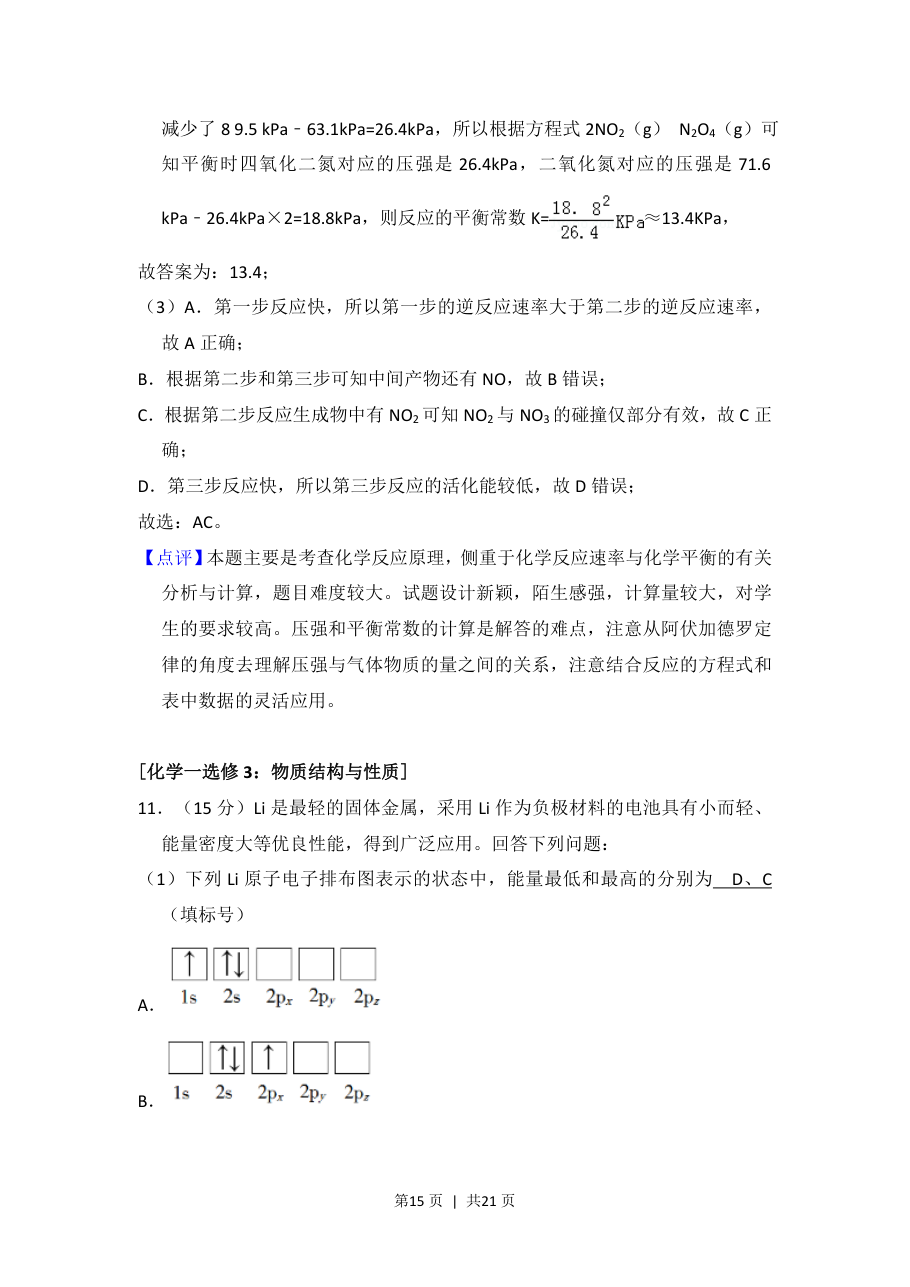 减少了 8 9.5 kPa﹣63.1kPa=26.4kPa，所以根据方程式 2NO₂（g） N₂O₄（g）可
知平衡时四氧化二氮对应的压强是 26.4kPa，二氧化氮对应的压强是 71.6
kPa﹣26.4kPa×2=18.8kPa，则反应的平衡常数 K=18.8²/26.4 KPa≈13.4KPa，
故答案为：13.4；
（3）A．第一步反应快，所以第一步的逆反应速率大于第二步的逆反应速率，
故 A 正确；
B．根据第二步和第三步可知中间产物还有 NO，故 B 错误；
C．根据第二步反应生成物中有 NO₂ 可知 NO₂ 与 NO₃ 的碰撞仅部分有效，故 C 正
确；
D．第三步反应快，所以第三步反应的活化能较低，故 D 错误；
故选：AC。
【点评】本题主要是考查化学反应原理，侧重于化学反应速率与化学平衡的有关
分析与计算，题目难度较大。试题设计新颖，陌生感强，计算量较大，对学
生的要求较高。压强和平衡常数的计算是解答的难点，注意从阿伏加德罗定
律的角度去理解压强与气体物质的量之间的关系，注意结合反应的方程式和
表中数据的灵活应用。
[化学一选修 3：物质结构与性质]
11．（15 分）Li 是最轻的固体金属，采用 Li 作为负极材料的电池具有小而轻、
能量密度大等优良性能，得到广泛应用。回答下列问题：
（1）下列 Li 原子电子排布图表示的状态中，能量最低和最高的分别为 D、C
（填标号）
↑ ↑↓
A． 1s 2s 2pₓ 2pᵧ 2p_z
↑↓ ↑
B． 1s 2s 2pₓ 2pᵧ 2p_z
第15 页 | 共21 页